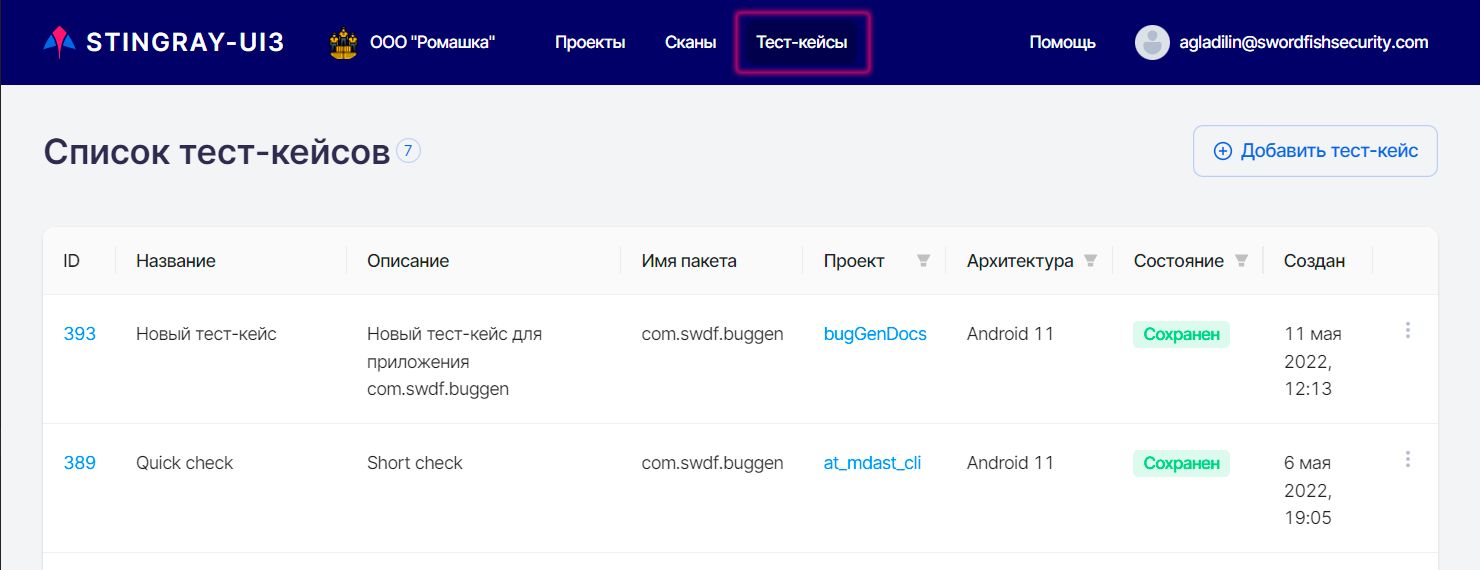 STINGRAY-UI3 ООО "Ромашка" Проекты Сканы Тест-кейсы Помощь agladilin@swordfishsecurity.com
Список тест-кейсов 7 Добавить тест-кейс
ID Название Описание Имя пакета Проект Архитектура Состояние Создан
393 Новый тест-кейс Новый тест-кейс для com.swdf.buggen bugGenDocs Android 11 Сохранен 11 мая
приложения 2022,
com.swdf.buggen 12:13
389 Quick check Short check com.swdf.buggen at_mdast_cli Android 11 Сохранен 6 мая
2022,
19:05